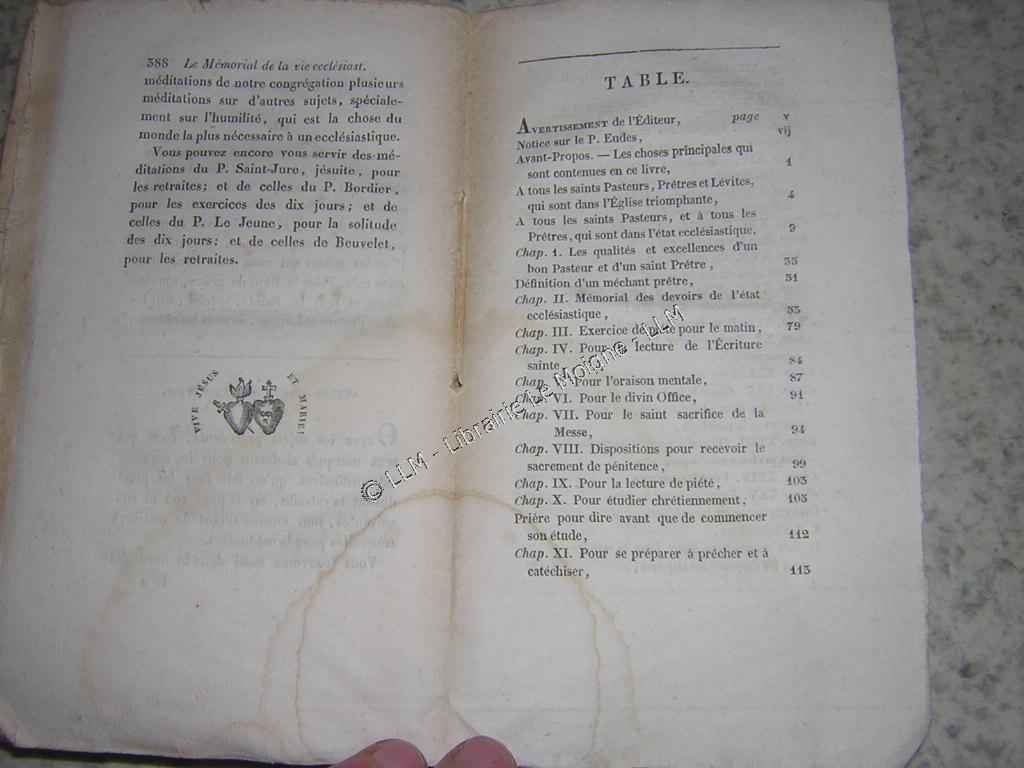 388 Le Mémorial de la vie ecclésiast.
méditations de notre congrégation plusieurs
méditations sur d'autres sujets, spéciale-
ment sur l'humilité, qui est la chose du
monde la plus nécessaire à un ecclésiastique.
Vous pouvez encore vous servir des mé-
ditations du P. Saint-Jure, jésuite, pour
les retraites; et de celles du P. Bordier,
pour les exercices des dix jours; et de
celles du P. Le Jeune, pour la solitude
des dix jours; et de celles de Beuvelet,
pour les retraites.
VIVE JÉSUS ET MARIE!
TABLE.
AVERTISSEMENT de l'Éditeur, page v
Notice sur le P. Eudes, vij
Avant-Propos. — Les choses principales qui
sont contenues en ce livre, 1
A tous les saints Pasteurs, Prêtres et Lévites,
qui sont dans l'Église triomphante, 4
A tous les saints Pasteurs, et à tous les
Prêtres, qui sont dans l'état ecclésiastique, 9
Chap. I. Les qualités et excellences d'un
bon Pasteur et d'un saint Prêtre,
Définition d'un méchant prêtre, 51
Chap. II. Mémorial des devoirs de l'état
ecclésiastique, 53
Chap. III. Exercice de piété pour le matin, 79
Chap. IV. Pour la lecture de l'Écriture
sainte, 84
Chap. Pour l'oraison mentale, 87
Chap. VI. Pour le divin Office, 91
Chap. VII. Pour le saint sacrifice de la
Messe, 94
Chap. VIII. Dispositions pour recevoir le
sacrement de pénitence, 99
Chap. IX. Pour la lecture de piété, 103
Chap. X. Pour étudier chrétiennement, 105
Prière pour dire avant que de commencer
son étude, 112
Chap. XI. Pour se préparer à prêcher et à
catéchiser, 113
© LLM - Librairie Le Moigne - LLM